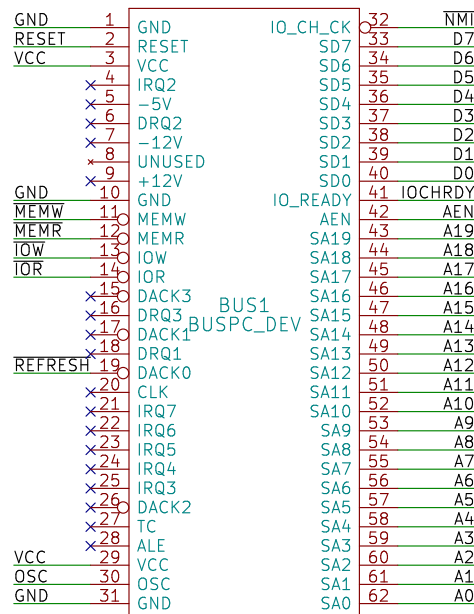 GND 1 GND IO_CH_CK 32 NMI
RESET 2 RESET SD7 33 D7
VCC 3 VCC SD6 34 D6
4 IRQ2 SD5 35 D5
5 -5V SD4 36 D4
6 DRQ2 SD3 37 D3
7 -12V SD2 38 D2
8 UNUSED SD1 39 D1
9 +12V SD0 40 D0
GND 10 GND IO_READY 41 IOCHRDY
MEMW 11 MEMW AEN 42 AEN
MEMR 12 MEMR SA19 43 A19
IOW 13 IOW SA18 44 A18
IOR 14 IOR SA17 45 A17
15 DACK3 SA16 46 A16
16 DRQ3 SA15 47 A15
17 DACK1 SA14 48 A14
18 DRQ1 SA13 49 A13
REFRESH 19 DACK0 SA12 50 A12
20 CLK SA11 51 A11
21 IRQ7 SA10 52 A10
22 IRQ6 SA9 53 A9
23 IRQ5 SA8 54 A8
24 IRQ4 SA7 55 A7
25 IRQ3 SA6 56 A6
26 DACK2 SA5 57 A5
27 TC SA4 58 A4
28 ALE SA3 59 A3
VCC 29 VCC SA2 60 A2
OSC 30 OSC SA1 61 A1
GND 31 GND SA0 62 A0
BUS1
BUSPC_DEV